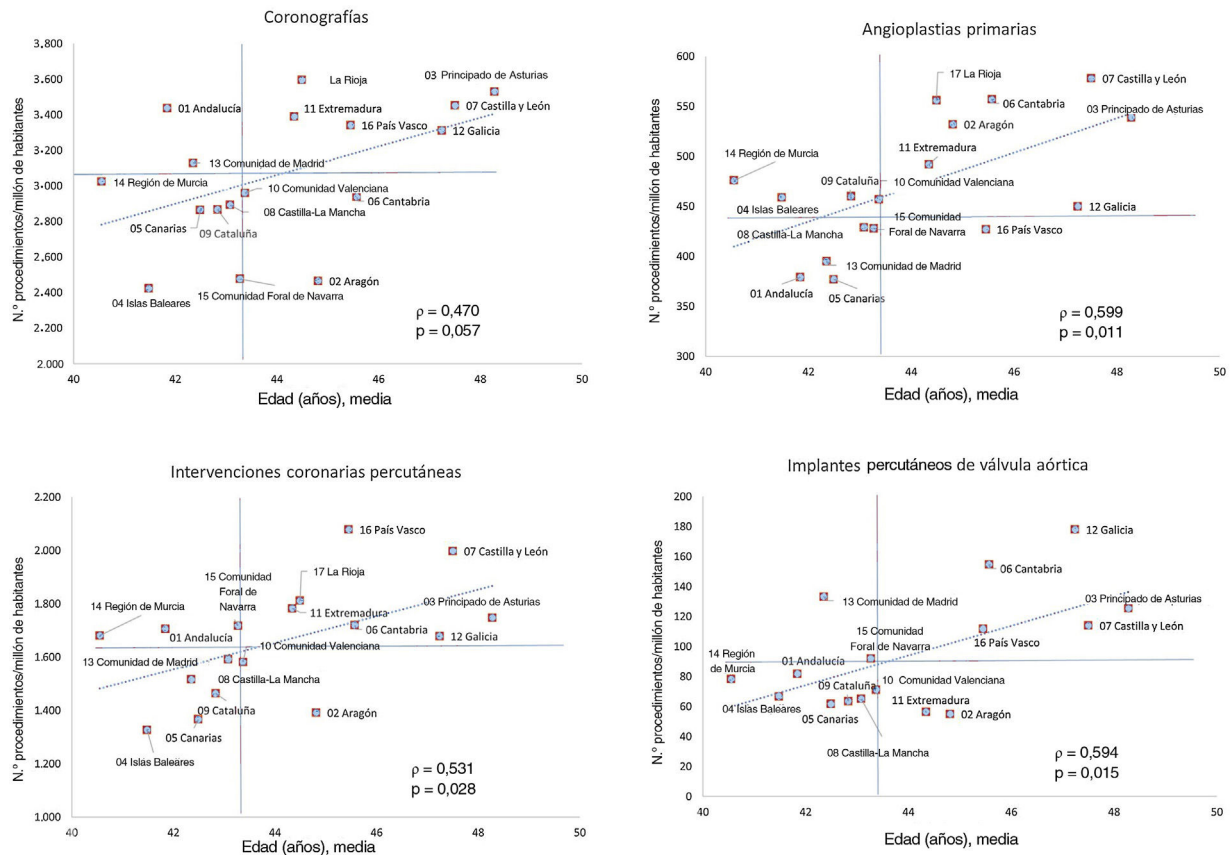 Coronografías
N.º procedimientos/millón de habitantes
3.800
3.600
3.400
3.200
3.000
2.800
2.600
2.400
2.200
2.000
La Rioja
03 Principado de Asturias
01 Andalucía
11 Extremadura
07 Castilla y León
16 País Vasco
12 Galicia
13 Comunidad de Madrid
14 Región de Murcia
10 Comunidad Valenciana
06 Cantabria
08 Castilla-La Mancha
05 Canarias
09 Cataluña
04 Islas Baleares
15 Comunidad Foral de Navarra
02 Aragón
ρ = 0,470
p = 0,057
40 42 44 46 48 50
Edad (años), media
Angioplastias primarias
N.º procedimientos/millón de habitantes
600
550
500
450
400
350
300
17 La Rioja
07 Castilla y León
06 Cantabria
03 Principado de Asturias
02 Aragón
11 Extremadura
14 Región de Murcia
09 Cataluña
10 Comunidad Valenciana
04 Islas Baleares
12 Galicia
15 Comunidad
Foral de Navarra
08 Castilla-La Mancha
16 País Vasco
13 Comunidad de Madrid
01 Andalucía
05 Canarias
ρ = 0,599
p = 0,011
40 42 44 46 48 50
Edad (años), media
Intervenciones coronarias percutáneas
N.º procedimientos/millón de habitantes
2.200
2.000
1.800
1.600
1.400
1.200
1.000
16 País Vasco
07 Castilla y León
15 Comunidad
Foral de
Navarra
17 La Rioja
14 Región de Murcia
11 Extremadura
03 Principado de Asturias
01 Andalucía
06 Cantabria
12 Galicia
10 Comunidad Valenciana
13 Comunidad de Madrid
08 Castilla-La Mancha
09 Cataluña
02 Aragón
05 Canarias
04 Islas Baleares
ρ = 0,531
p = 0,028
40 42 44 46 48 50
Edad (años), media
Implantes percutáneos de válvula aórtica
N.º procedimientos/millón de habitantes
200
180
160
140
120
100
80
60
40
20
0
12 Galicia
06 Cantabria
13 Comunidad de Madrid
03 Principado de Asturias
15 Comunidad
Foral de Navarra
16 País Vasco
07 Castilla y León
14 Región
de Murcia
01 Andalucía
09 Cataluña
10 Comunidad Valenciana
04 Islas Baleares
11 Extremadura
05 Canarias
02 Aragón
08 Castilla-La Mancha
ρ = 0,594
p = 0,015
40 42 44 46 48 50
Edad (años), media